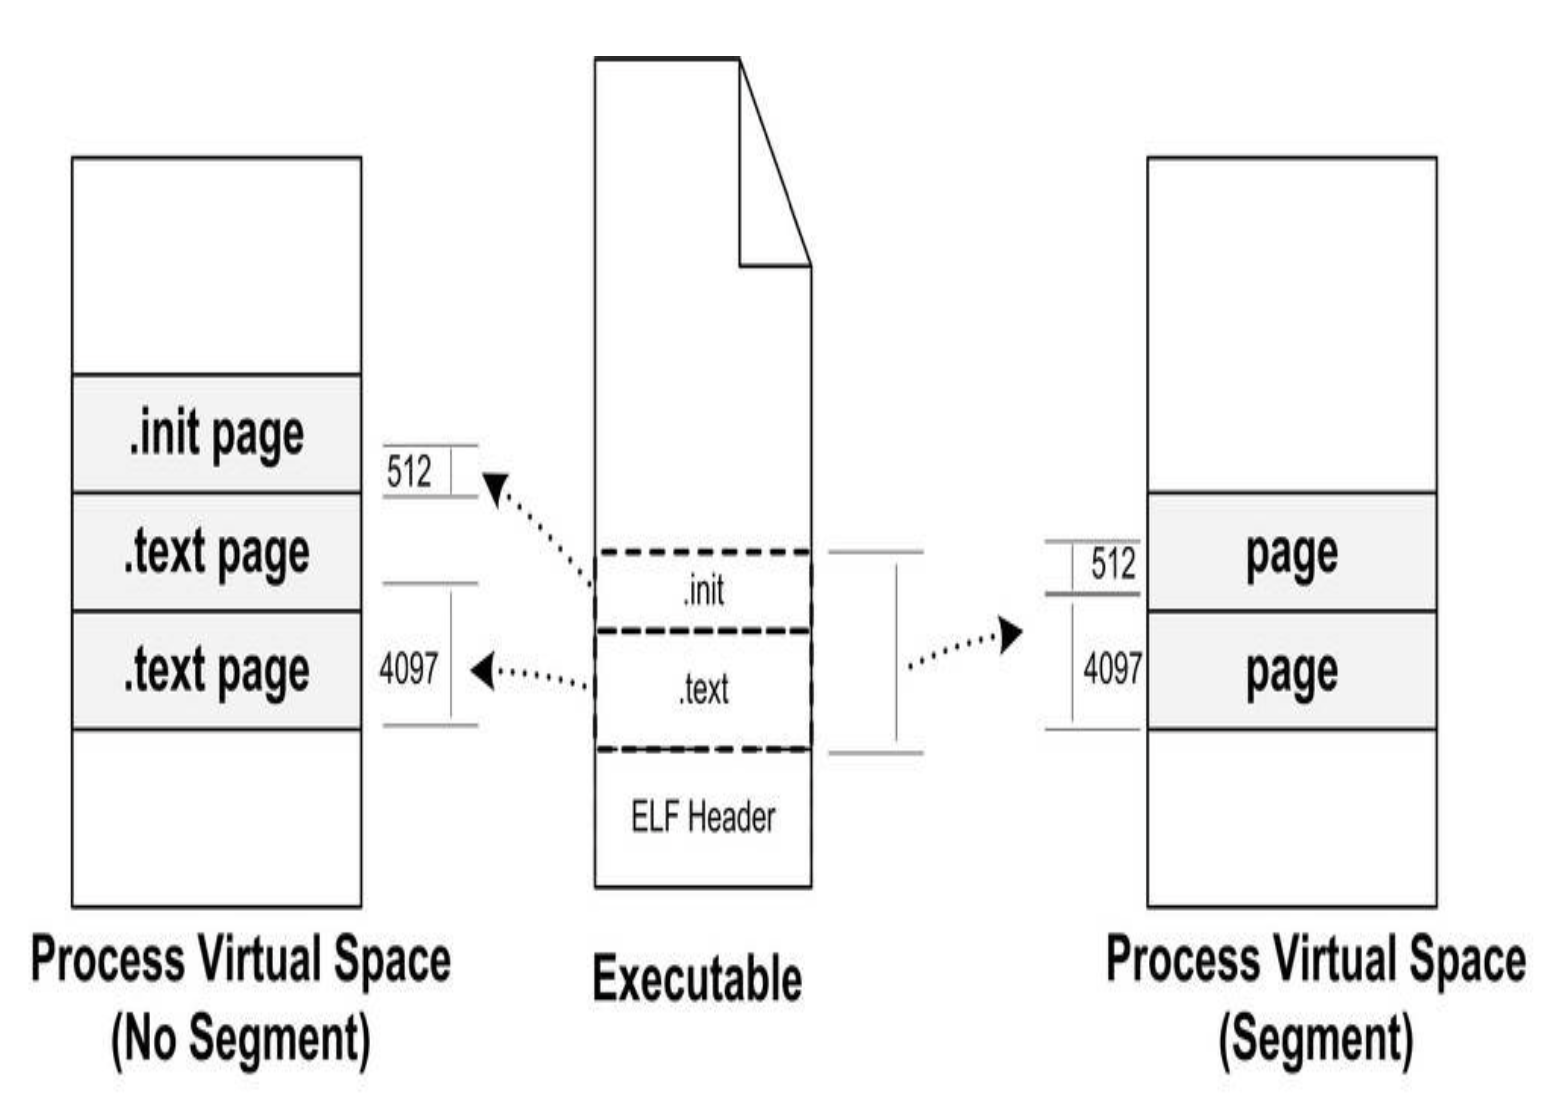 .init page
.text page
.text page
512
4097
Process Virtual Space
(No Segment)
.init
.text
ELF Header
Executable
512
4097
page
page
Process Virtual Space
(Segment)